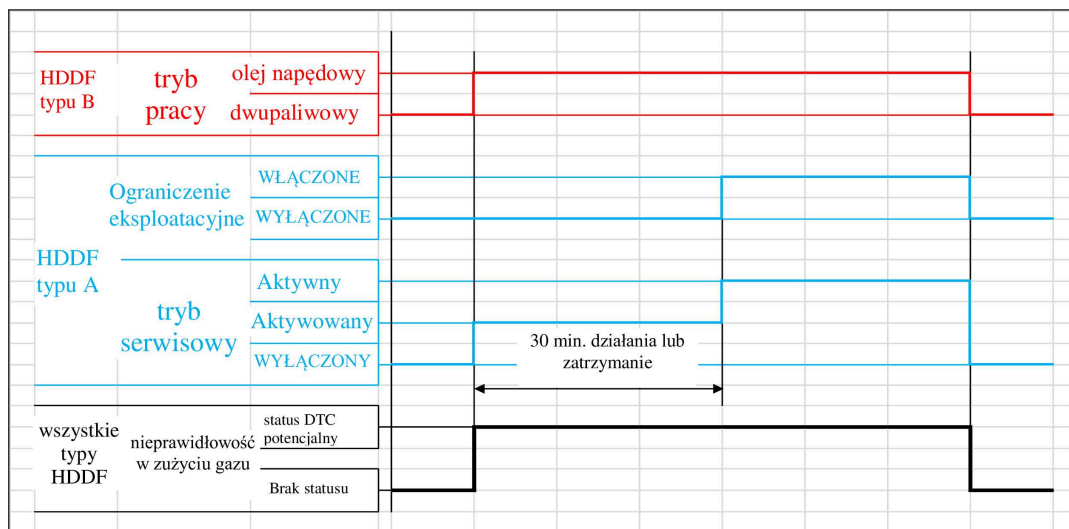 HDDF
typu B
tryb
pracy
olej napędowy
dwupaliwowy
HDDF
typu A
Ograniczenie
eksploatacyjne
WŁĄCZONE
WYŁĄCZONE
tryb
serwisowy
Aktywny
Aktywowany
WYŁĄCZONY
30 min. działania lub
zatrzymanie
wszystkie
typy
HDDF
nieprawidłowość
w zużyciu gazu
status DTC
potencjalny
Brak statusu